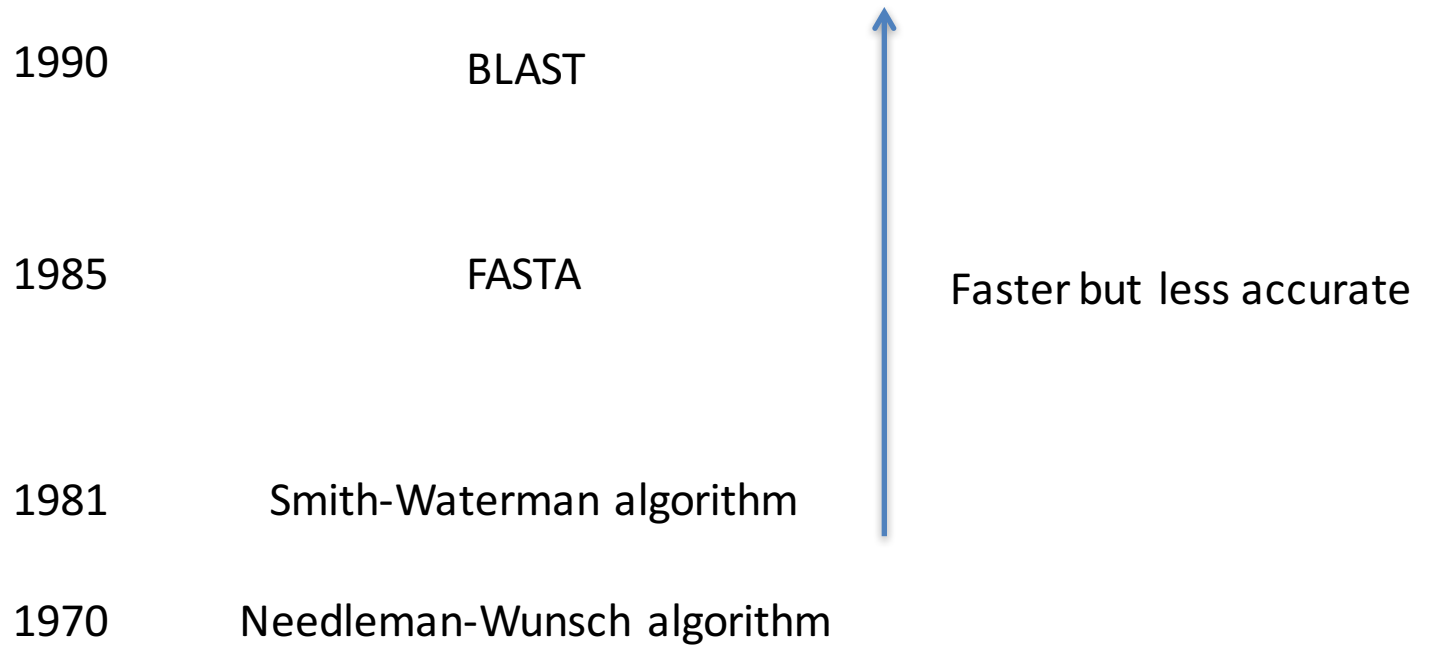 1990 BLAST
1985 FASTA
Faster but less accurate
1981 Smith-Waterman algorithm
1970 Needleman-Wunsch algorithm